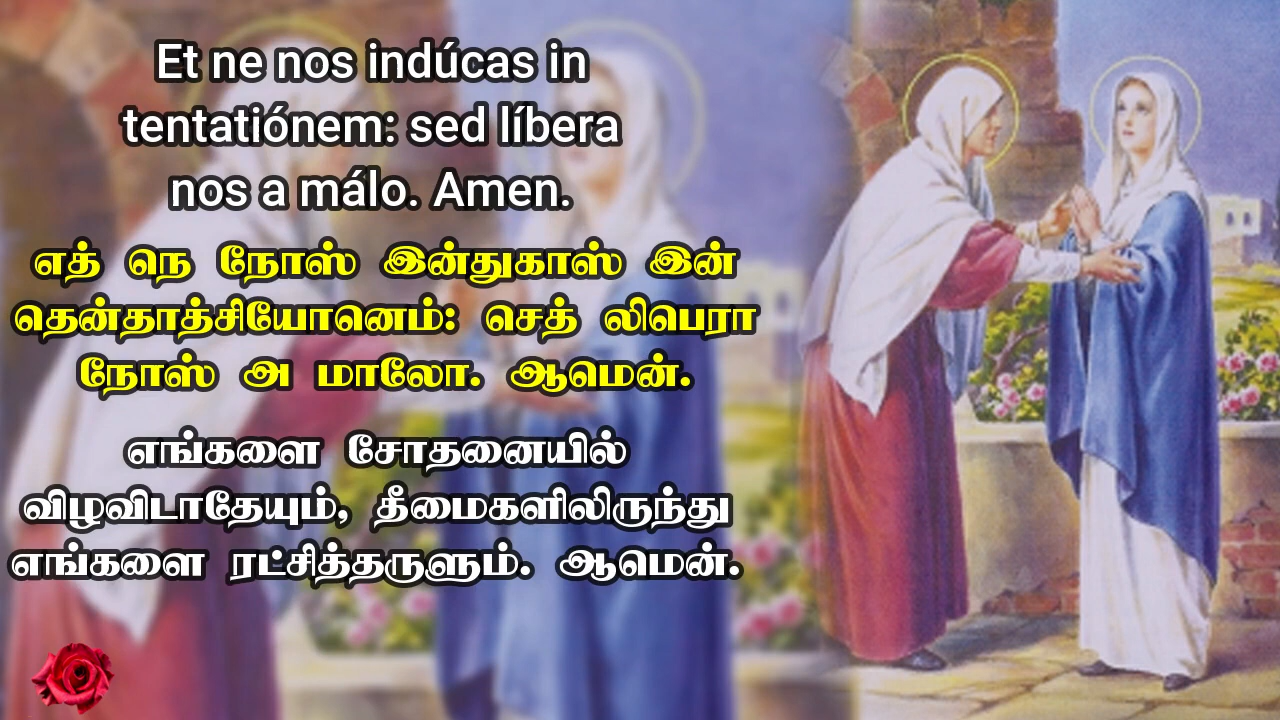 Et ne nos indúcas in
tentatiónem: sed líbera
nos a málo. Amen.
எத் நெ நோஸ் இன்துகாஸ் இன்
தென்தாத்சியோனெம்: செத் லிபெரா
நோஸ் அ மாலோ. ஆமென்.
எங்களை சோதனையில்
விழவிடாதேயும், தீமைகளிலிருந்து
எங்களை ரட்சித்தருளும். ஆமென்.